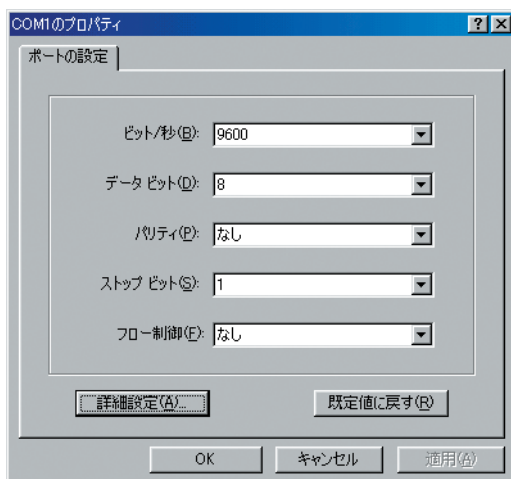 COM1のプロパティ
ポートの設定
ビット/秒(B): 9600
データ ビット(D): 8
パリティ(P): なし
ストップ ビット(S): 1
フロー制御(F): なし
詳細設定(A)... 既定値に戻す(R)
OK キャンセル 適用(A)